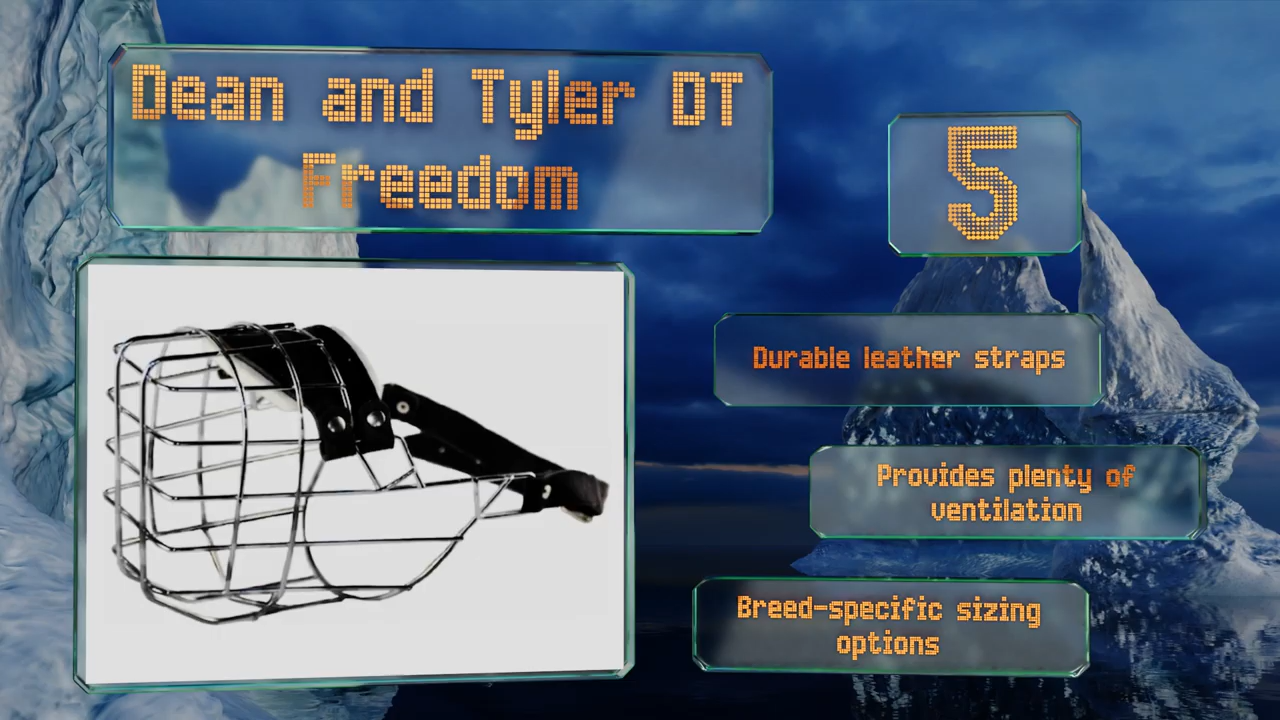 Dean and Tyler DT
Freedom
5
Durable leather straps
Provides plenty of
ventilation
Breed-specific sizing
options